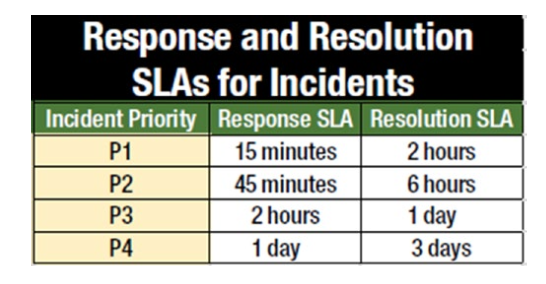 Response and Resolution
SLAs for Incidents
Incident Priority Response SLA Resolution SLA
P1 15 minutes 2 hours
P2 45 minutes 6 hours
P3 2 hours 1 day
P4 1 day 3 days